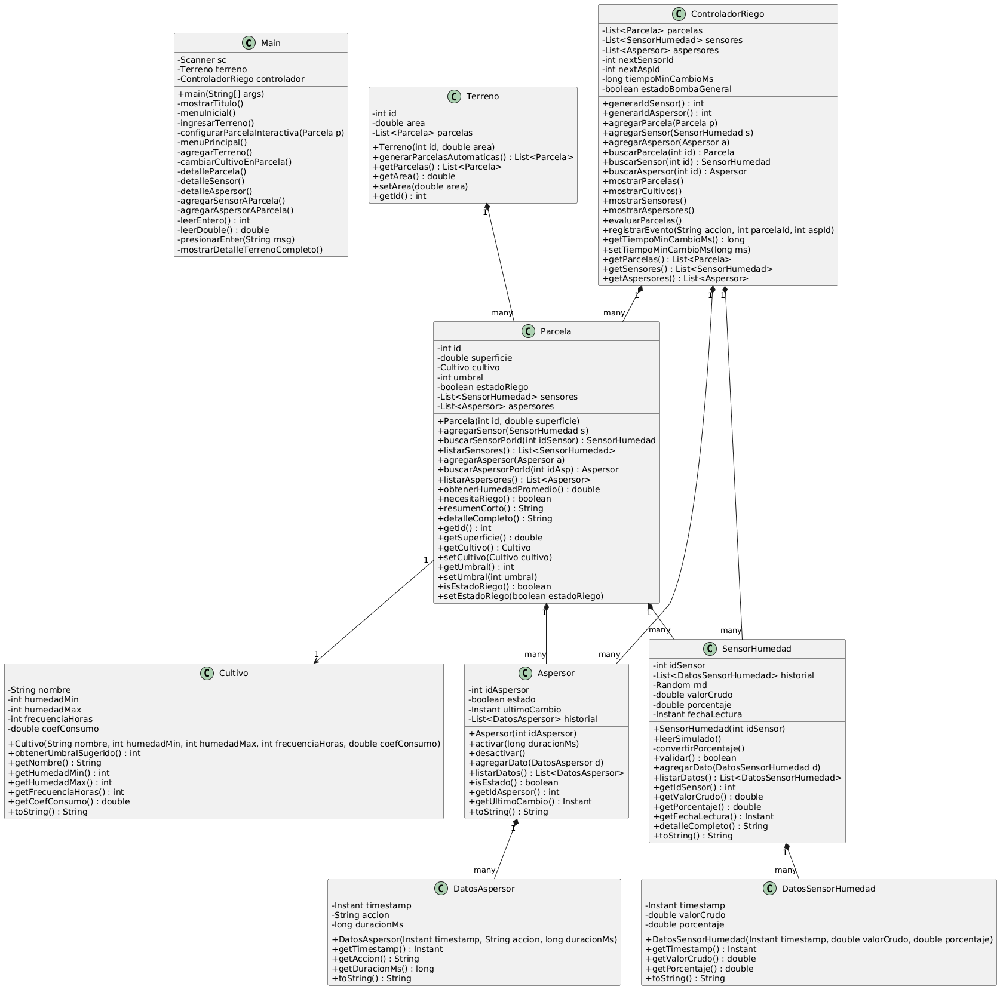 C Main
-Scanner sc
-Terreno terreno
-ControladorRiego controlador
+main(String[] args)
-mostrarTitulo()
-menuInicial()
-ingresarTerreno()
-configurarParcelaInteractiva(Parcela p)
-menuPrincipal()
-agregarTerreno()
-cambiarCultivoEnParcela()
-detalleParcela()
-detalleSensor()
-detalleAspersor()
-agregarSensorAParcela()
-agregarAspersorAParcela()
-leerEntero() : int
-leerDouble() : double
-presionarEnter(String msg)
-mostrarDetalleTerrenoCompleto()
C Terreno
-int id
-double area
-List<Parcela> parcelas
+Terreno(int id, double area)
+generarParcelasAutomaticas() : List<Parcela>
+getParcelas() : List<Parcela>
+getArea() : double
+setArea(double area)
+getId() : int
C ControladorRiego
-List<Parcela> parcelas
-List<SensorHumedad> sensores
-List<Aspersor> aspersores
-int nextSensorId
-int nextAspId
-long tiempoMinCambioMs
-boolean estadoBombaGeneral
+generarIdSensor() : int
+generarIdAspersor() : int
+agregarParcela(Parcela p)
+agregarSensor(SensorHumedad s)
+agregarAspersor(Aspersor a)
+buscarParcela(int id) : Parcela
+buscarSensor(int id) : SensorHumedad
+buscarAspersor(int id) : Aspersor
+mostrarParcelas()
+mostrarCultivos()
+mostrarSensores()
+mostrarAspersores()
+evaluarParcelas()
+registrarEvento(String accion, int parcelaId, int aspId)
+getTiempoMinCambioMs() : long
+setTiempoMinCambioMs(long ms)
+getParcelas() : List<Parcela>
+getSensores() : List<SensorHumedad>
+getAspersores() : List<Aspersor>
1
1
1
1
many
many
C Parcela
-int id
-double superficie
-Cultivo cultivo
-int umbral
-boolean estadoRiego
-List<SensorHumedad> sensores
-List<Aspersor> aspersores
+Parcela(int id, double superficie)
+agregarSensor(SensorHumedad s)
+buscarSensorPorId(int idSensor) : SensorHumedad
+listarSensores() : List<SensorHumedad>
+agregarAspersor(Aspersor a)
+buscarAspersorPorId(int idAsp) : Aspersor
+listarAspersores() : List<Aspersor>
+obtenerHumedadPromedio() : double
+necesitaRiego() : boolean
+resumenCorto() : String
+detalleCompleto() : String
+getId() : int
+getSuperficie() : double
+getCultivo() : Cultivo
+setCultivo(Cultivo cultivo)
+getUmbral() : int
+setUmbral(int umbral)
+isEstadoRiego() : boolean
+setEstadoRiego(boolean estadoRiego)
1
1
1
1
many
many
many
many
C Cultivo
-String nombre
-int humedadMin
-int humedadMax
-int frecuenciaHoras
-double coefConsumo
+Cultivo(String nombre, int humedadMin, int humedadMax, int frecuenciaHoras, double coefConsumo)
+obtenerUmbralSugerido() : int
+getNombre() : String
+getHumedadMin() : int
+getHumedadMax() : int
+getFrecuenciaHoras() : int
+getCoefConsumo() : double
+toString() : String
C Aspersor
-int idAspersor
-boolean estado
-Instant ultimoCambio
-List<DatosAspersor> historial
+Aspersor(int idAspersor)
+activar(long duracionMs)
+desactivar()
+agregarDato(DatosAspersor d)
+listarDatos() : List<DatosAspersor>
+isEstado() : boolean
+getIdAspersor() : int
+getUltimoCambio() : Instant
+toString() : String
C SensorHumedad
-int idSensor
-List<DatosSensorHumedad> historial
-Random rnd
-double valorCrudo
-double porcentaje
-Instant fechaLectura
+SensorHumedad(int idSensor)
+leerSimulado()
-convertirPorcentaje()
+validar() : boolean
+agregarDato(DatosSensorHumedad d)
+listarDatos() : List<DatosSensorHumedad>
+getIdSensor() : int
+getValorCrudo() : double
+getPorcentaje() : double
+getFechaLectura() : Instant
+detalleCompleto() : String
+toString() : String
1
1
many
many
C DatosAspersor
-Instant timestamp
-String accion
-long duracionMs
+DatosAspersor(Instant timestamp, String accion, long duracionMs)
+getTimestamp() : Instant
+getAccion() : String
+getDuracionMs() : long
+toString() : String
C DatosSensorHumedad
-Instant timestamp
-double valorCrudo
-double porcentaje
+DatosSensorHumedad(Instant timestamp, double valorCrudo, double porcentaje)
+getTimestamp() : Instant
+getValorCrudo() : double
+getPorcentaje() : double
+toString() : String